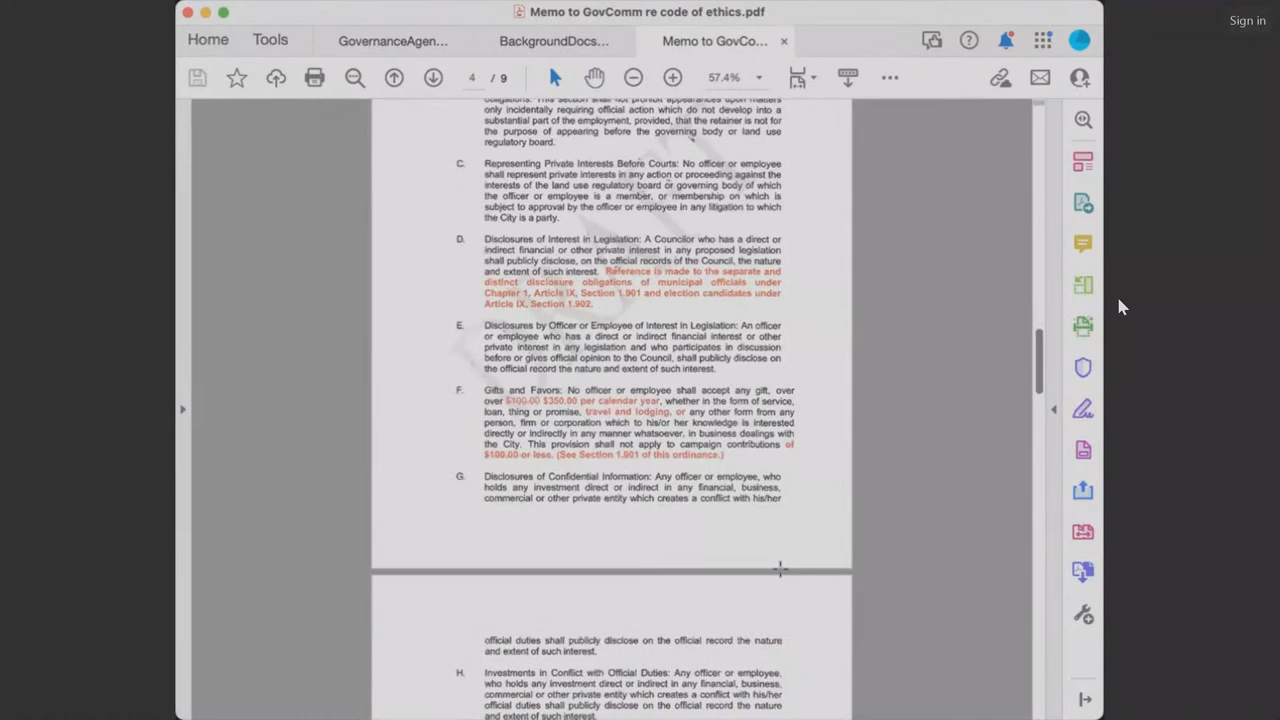 Sign in
Memo to GovComm re code of ethics.pdf
Home Tools GovernanceAgen... BackgroundDocs... Memo to GovCo... ×
4 / 9 57.4%
obligations. This section shall not prohibit appearances upon matters
only incidentally requiring official action which do not develop into a
substantial part of the employment, provided, that the retainer is not for
the purpose of appearing before the governing body or land use
regulatory board.
C. Representing Private Interests Before Courts: No officer or employee
shall represent private interests in any action or proceeding against the
interests of the land use regulatory board or governing body of which
the officer or employee is a member, or membership on which is
subject to approval by the officer or employee in any litigation to which
the City is a party.
D. Disclosures of Interest in Legislation: A Councilor who has a direct or
indirect financial or other private interest in any proposed legislation
shall publicly disclose, on the official records of the Council, the nature
and extent of such interest. Reference is made to the separate and
distinct disclosure obligations of municipal officials under
Chapter 1, Article IX, Section 1.901 and election candidates under
Article IX, Section 1.902.
E. Disclosures by Officer or Employee of Interest in Legislation: An officer
or employee who has a direct or indirect financial interest or other
private interest in any legislation and who participates in discussion
before or gives official opinion to the Council, shall publicly disclose on
the official record the nature and extent of such interest.
F. Gifts and Favors: No officer or employee shall accept any gift, over
over $100.00 $350.00 per calendar year, whether in the form of service,
loan, thing or promise, travel and lodging, or any other form from any
person, firm or corporation which to his/or her knowledge is interested
directly or indirectly in any manner whatsoever, in business dealings with
the City. This provision shall not apply to campaign contributions of
$100.00 or less. (See Section 1.901 of this ordinance.)
G. Disclosures of Confidential Information: Any officer or employee, who
holds any investment direct or indirect in any financial, business,
commercial or other private entity which creates a conflict with his/her
DRAFT
official duties shall publicly disclose on the official record the nature
and extent of such interest.
H. Investments in Conflict with Official Duties: Any officer or employee,
who holds any investment direct or indirect in any financial, business,
commercial or other private entity which creates a conflict with his/her
official duties shall publicly disclose on the official record the nature
and extent of such interest.